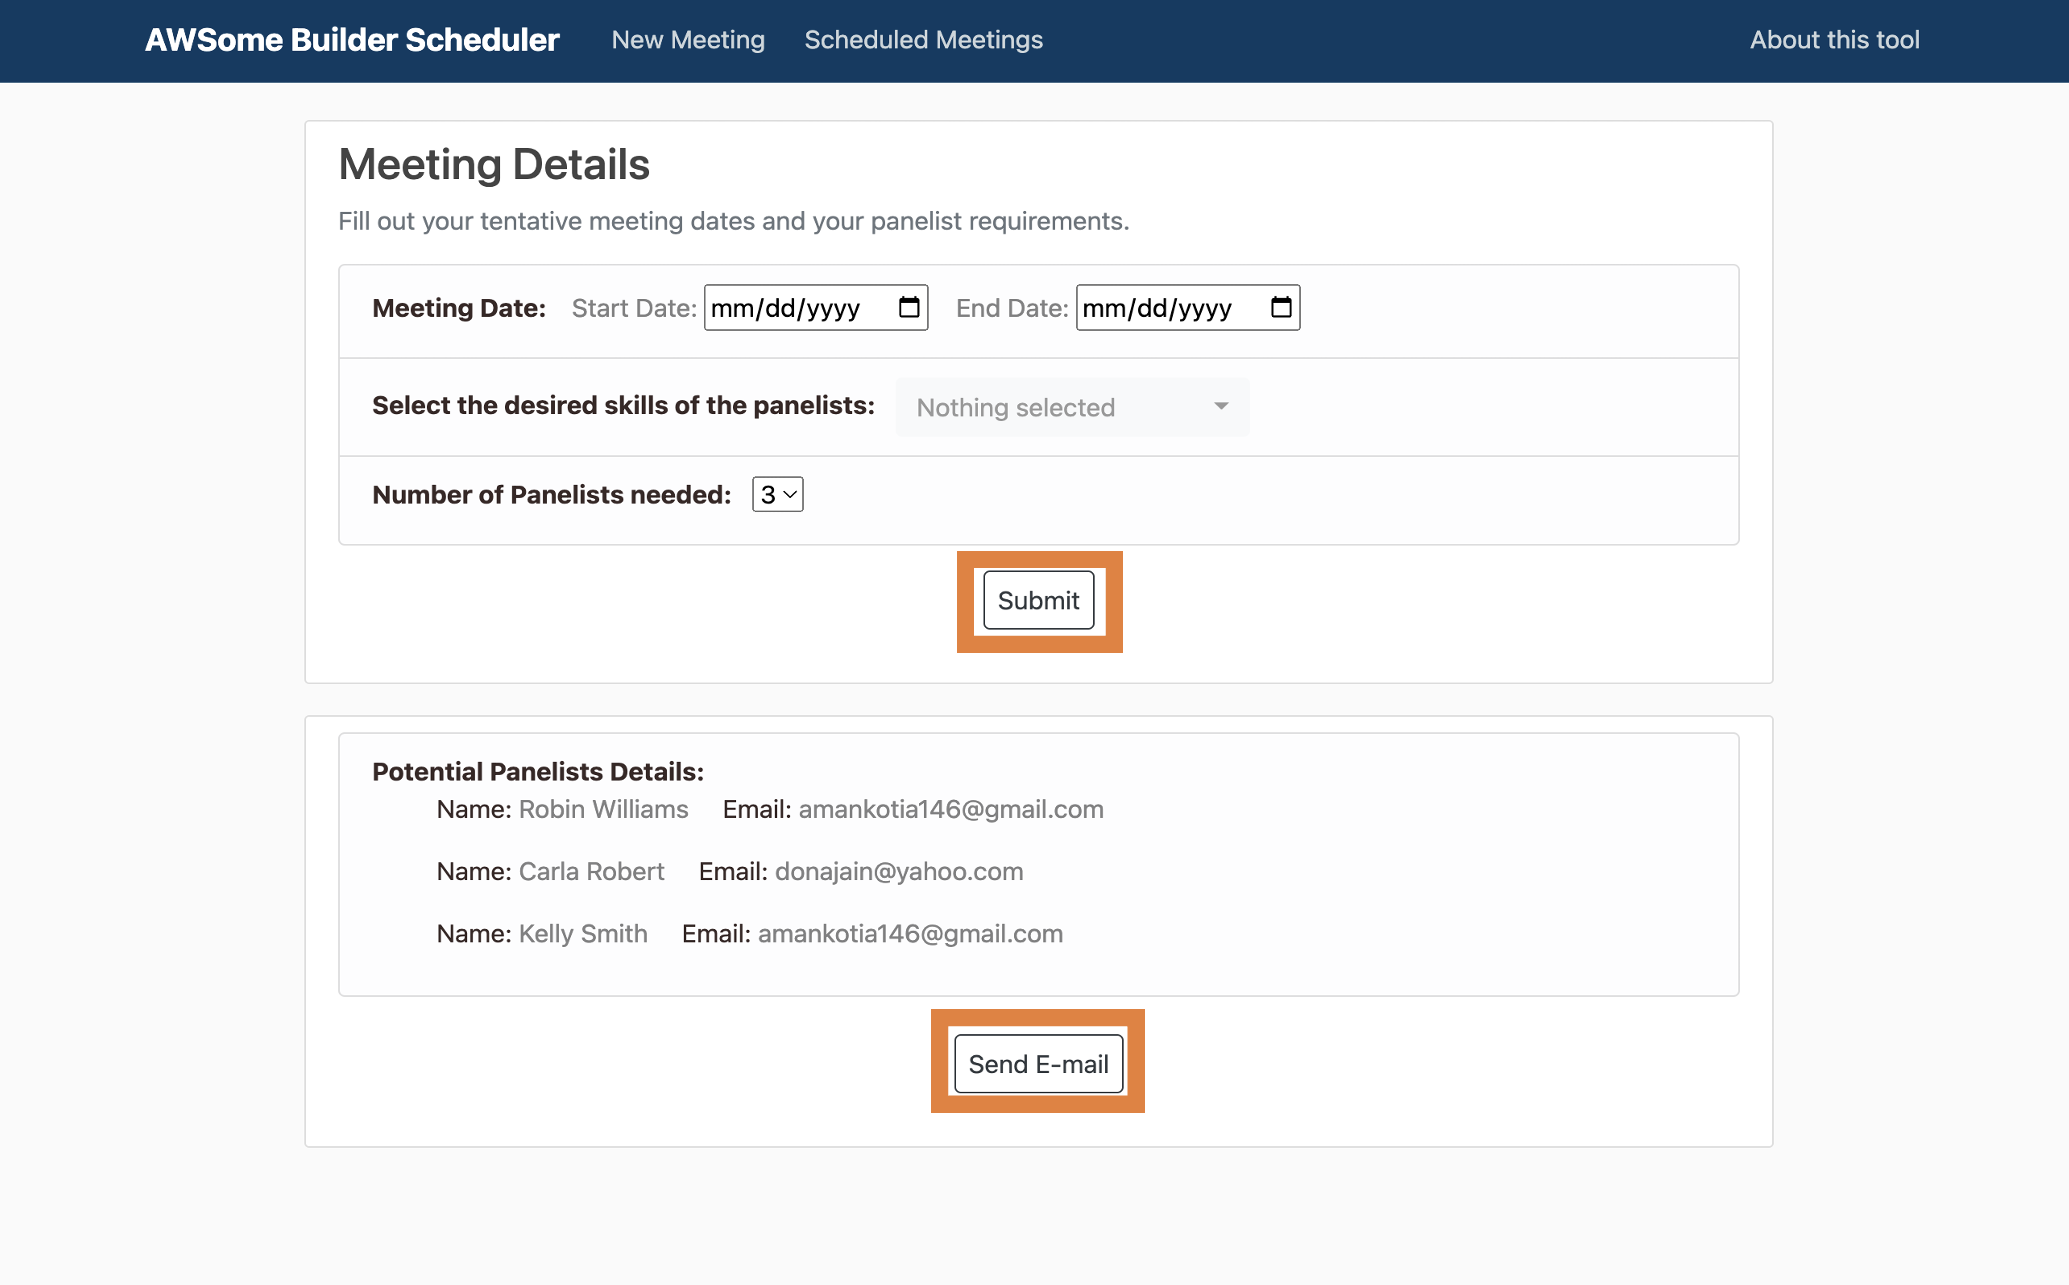 AWSome Builder Scheduler New Meeting Scheduled Meetings About this tool
Meeting Details
Fill out your tentative meeting dates and your panelist requirements.
Meeting Date: Start Date: mm/dd/yyyy End Date: mm/dd/yyyy
Select the desired skills of the panelists: Nothing selected
Number of Panelists needed: 3
Submit
Potential Panelists Details:
Name: Robin Williams Email: amankotia146@gmail.com
Name: Carla Robert Email: donajain@yahoo.com
Name: Kelly Smith Email: amankotia146@gmail.com
Send E-mail